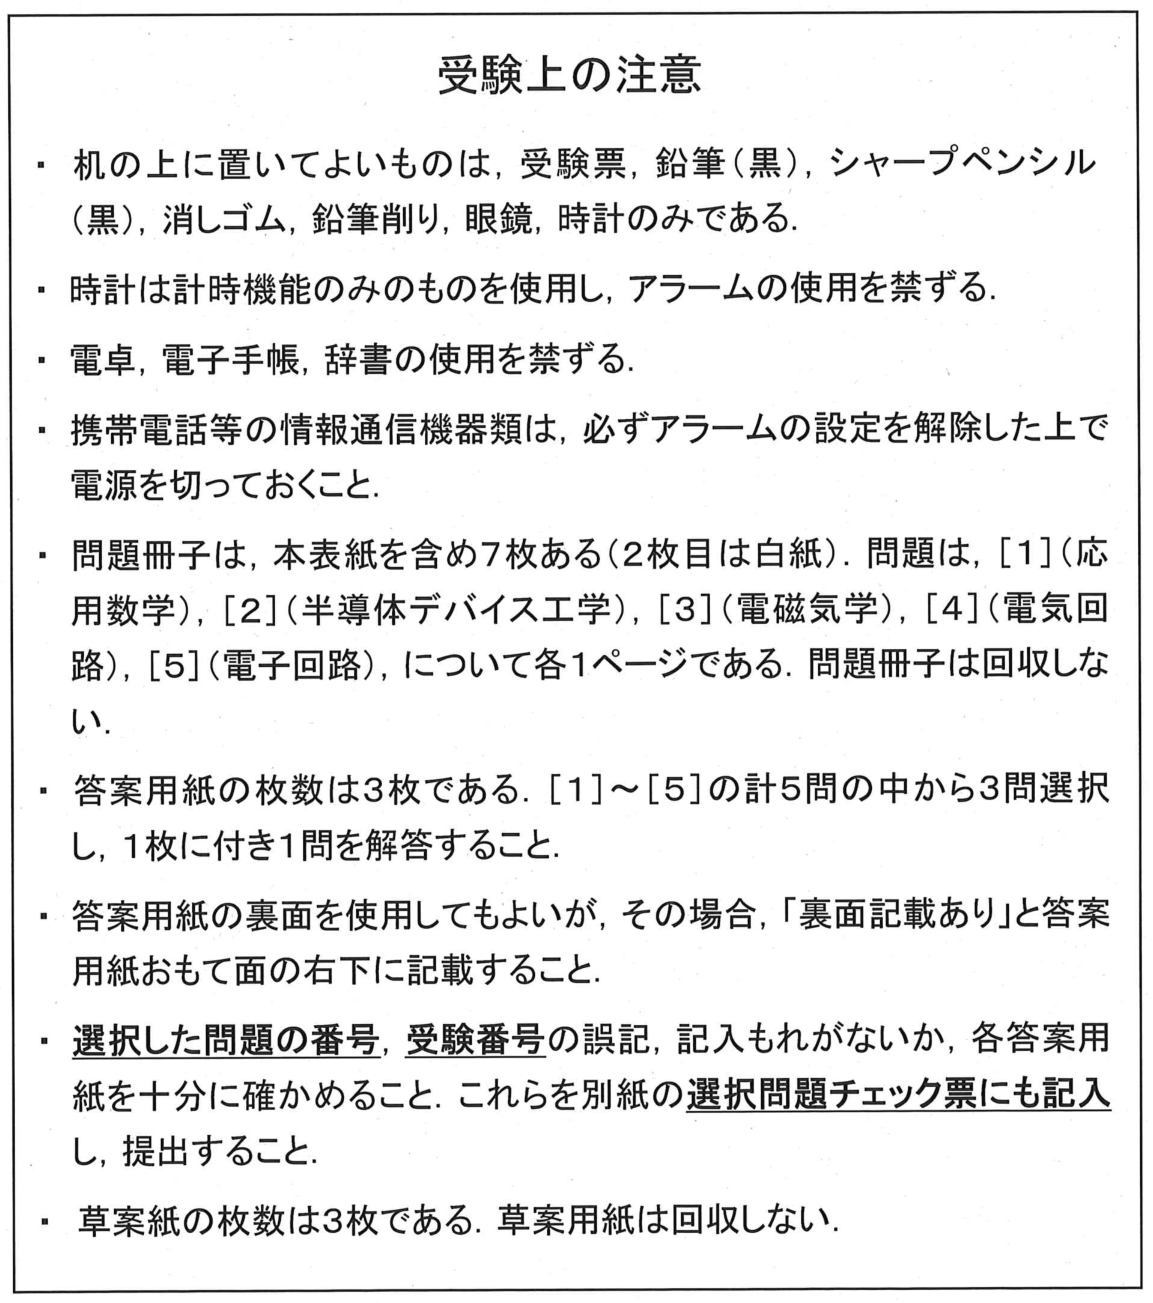 受験上の注意
・ 机の上に置いてよいものは, 受験票, 鉛筆(黒), シャープペンシル
(黒), 消しゴム, 鉛筆削り, 眼鏡, 時計のみである.
・ 時計は計時機能のみのものを使用し, アラームの使用を禁ずる.
・ 電卓, 電子手帳, 辞書の使用を禁ずる.
・ 携帯電話等の情報通信機器類は, 必ずアラームの設定を解除した上で
電源を切っておくこと.
・ 問題冊子は, 本表紙を含め7枚ある(2枚目は白紙). 問題は, [1](応
用数学), [2](半導体デバイス工学), [3](電磁気学), [4](電気回
路), [5](電子回路), について各1ページである. 問題冊子は回収しな
い.
・ 答案用紙の枚数は3枚である. [1]~[5]の計5問の中から3問選択
し, 1枚に付き1問を解答すること.
・ 答案用紙の裏面を使用してもよいが, その場合, 「裏面記載あり」と答案
用紙おもて面の右下に記載すること.
・ 選択した問題の番号, 受験番号の誤記, 記入もれがないか, 各答案用
紙を十分に確かめること. これらを別紙の選択問題チェック票にも記入
し, 提出すること.
・ 草案紙の枚数は3枚である. 草案用紙は回収しない.